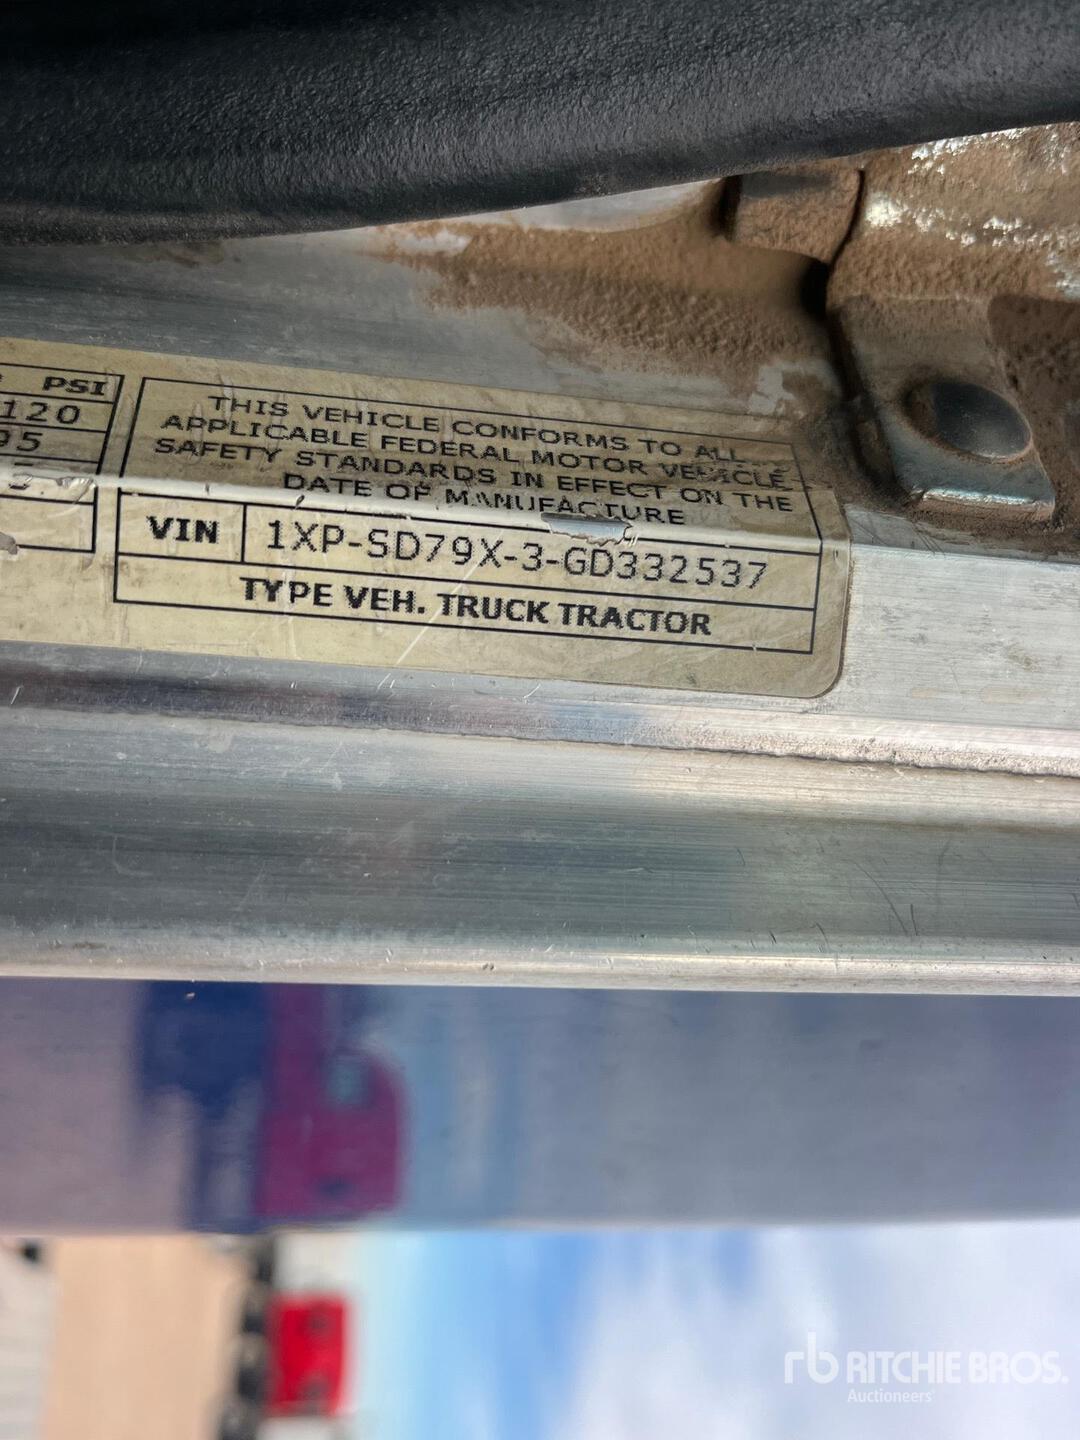 PSI
120
95
THIS VEHICLE CONFORMS TO ALL
APPLICABLE FEDERAL MOTOR VEHICLE
SAFETY STANDARDS IN EFFECT ON THE
DATE OF MANUFACTURE
VIN 1XP-SD79X-3-GD332537
TYPE VEH. TRUCK TRACTOR
rb RITCHIE BROS.
Auctioneers